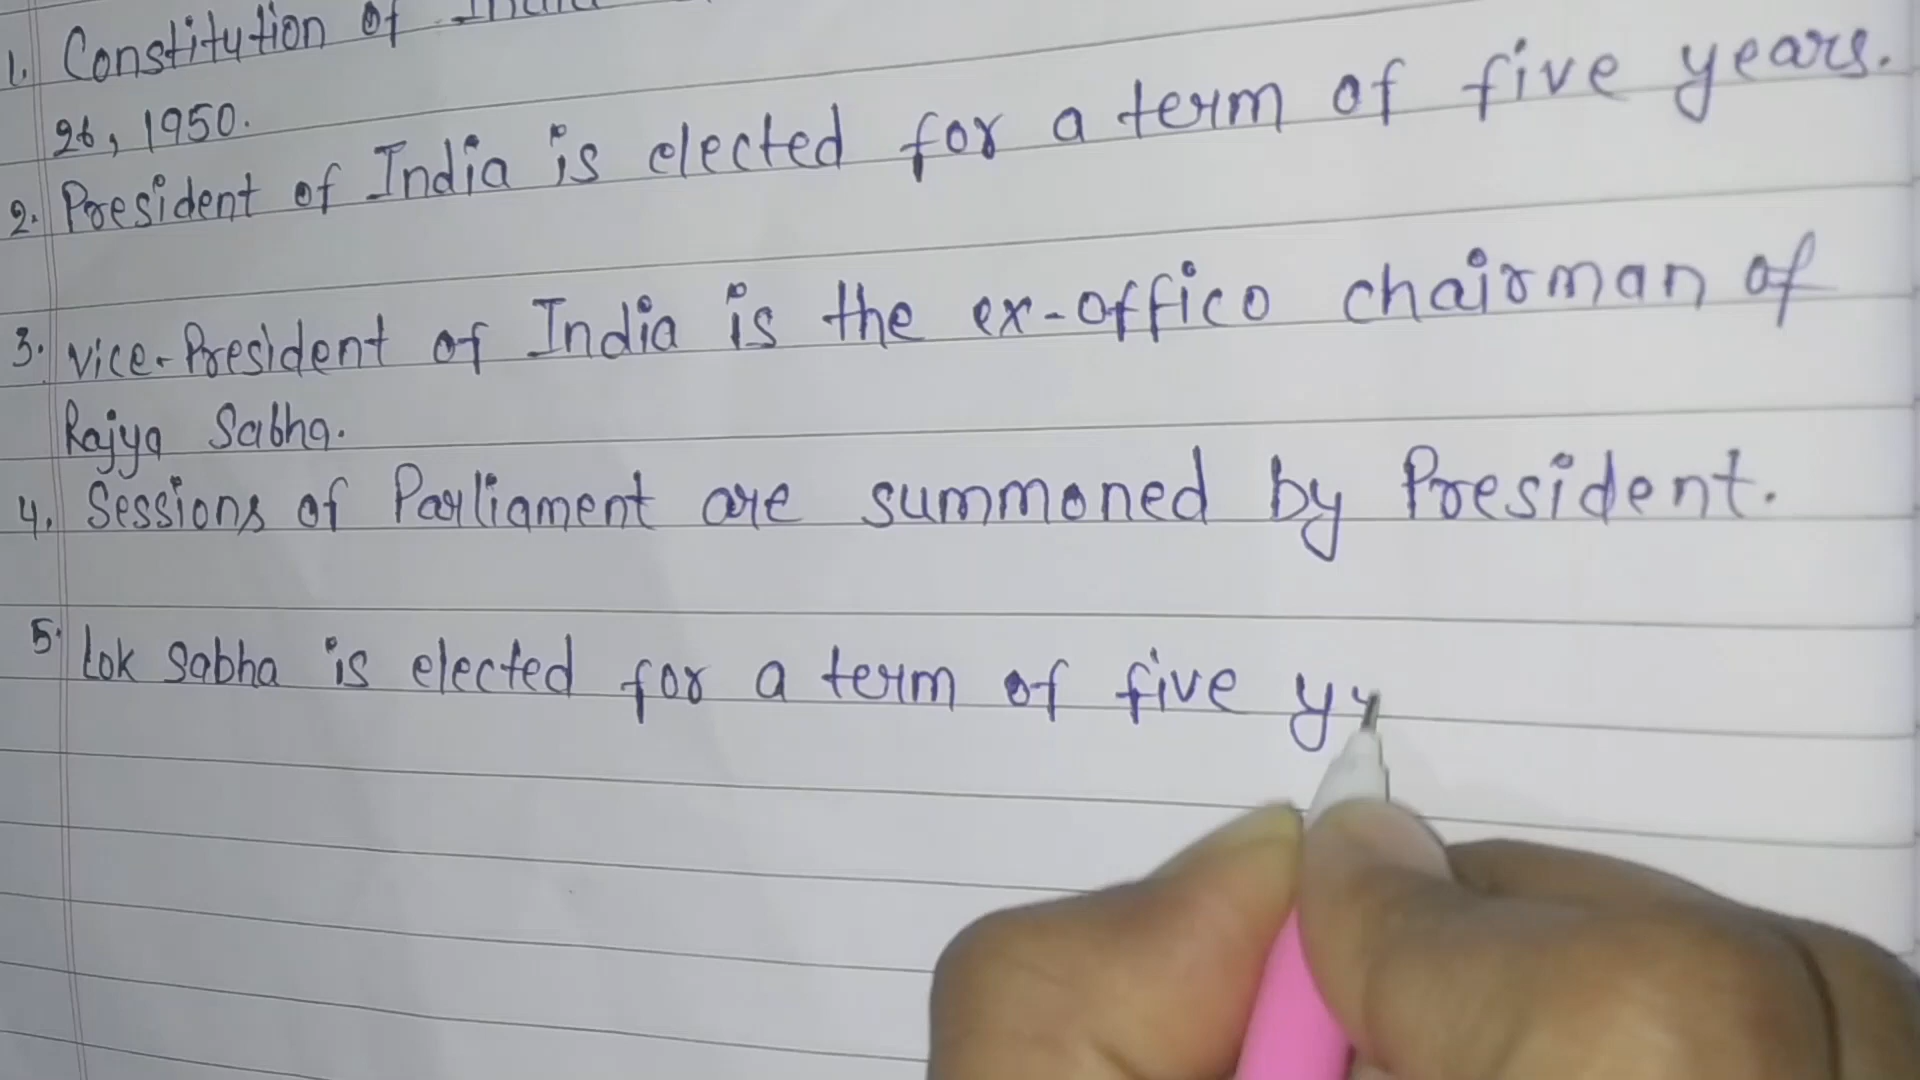 1. Constitution of India
26, 1950.
2. President of India is elected for a term of five years.
3. Vice-President of India is the ex-offico chairman of
Rajya Sabha.
4. Sessions of Parliament are summoned by President.
5. Lok Sabha is elected for a term of five